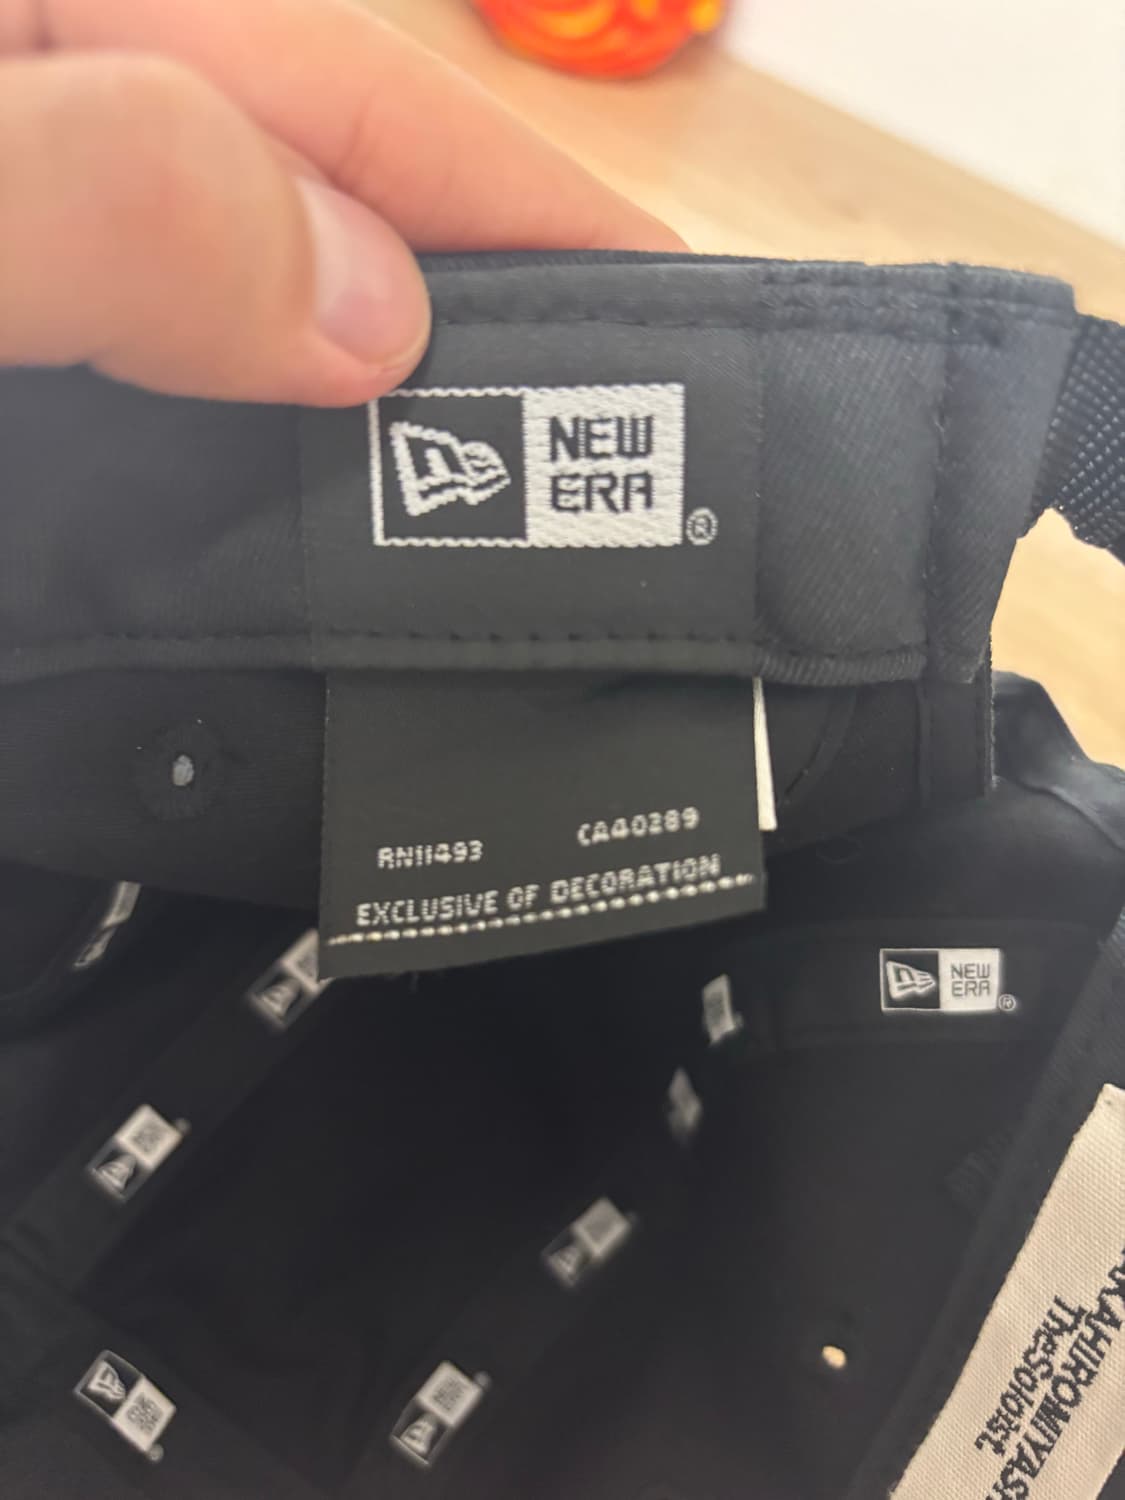 NEW
ERA
®
RN11493 CA40289
EXCLUSIVE OF DECORATION
NEW
ERA
®
TheSoloist.